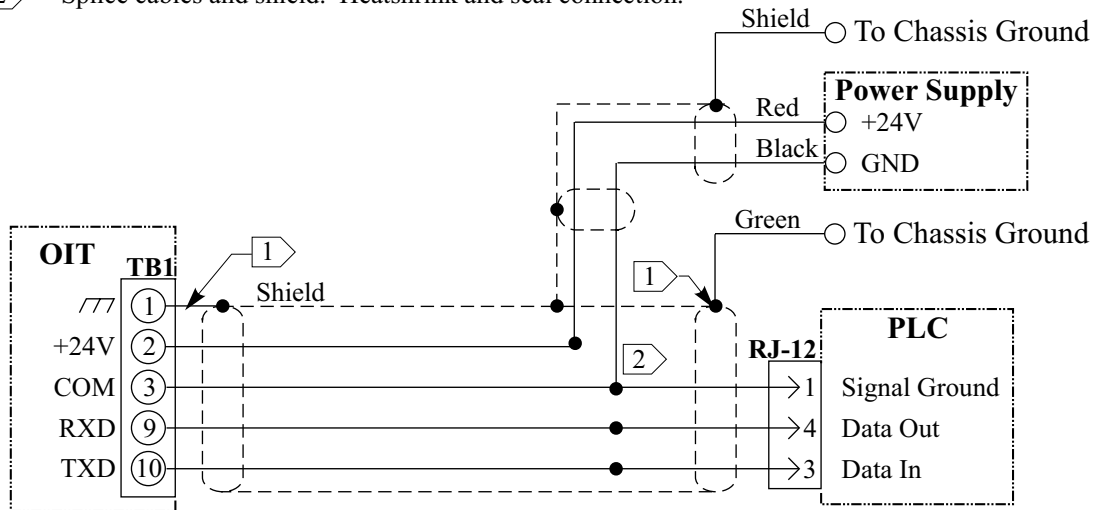 2 Splice cables and shield. Heatshrink and seal connection.
Shield To Chassis Ground
Power Supply
Red +24V
Black GND
Green To Chassis Ground
OIT TB1 1
1
Shield
1
PLC
+24V 2
2 RJ-12
COM 3 1 Signal Ground
RXD 9 4 Data Out
TXD 10 3 Data In